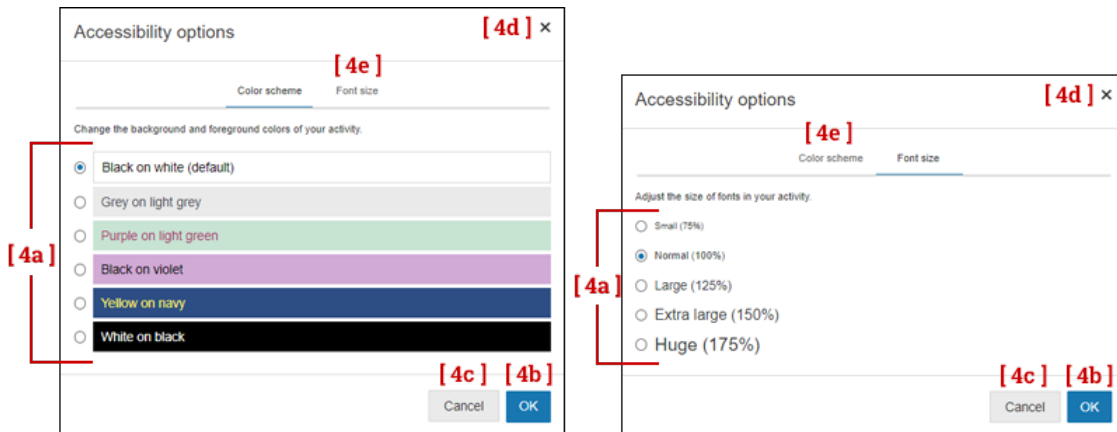 Accessibility options [ 4d ] ×
[ 4e ]
Color scheme Font size
Change the background and foreground colors of your activity.
[ 4a ]
Black on white (default)
Grey on light grey
Purple on light green
Black on violet
Yellow on navy
White on black
[ 4c ] [ 4b ]
Cancel OK
Accessibility options [ 4d ] ×
[ 4e ]
Color scheme Font size
Adjust the size of fonts in your activity.
[ 4a ]
Small (75%)
Normal (100%)
Large (125%)
Extra large (150%)
Huge (175%)
[ 4c ] [ 4b ]
Cancel OK